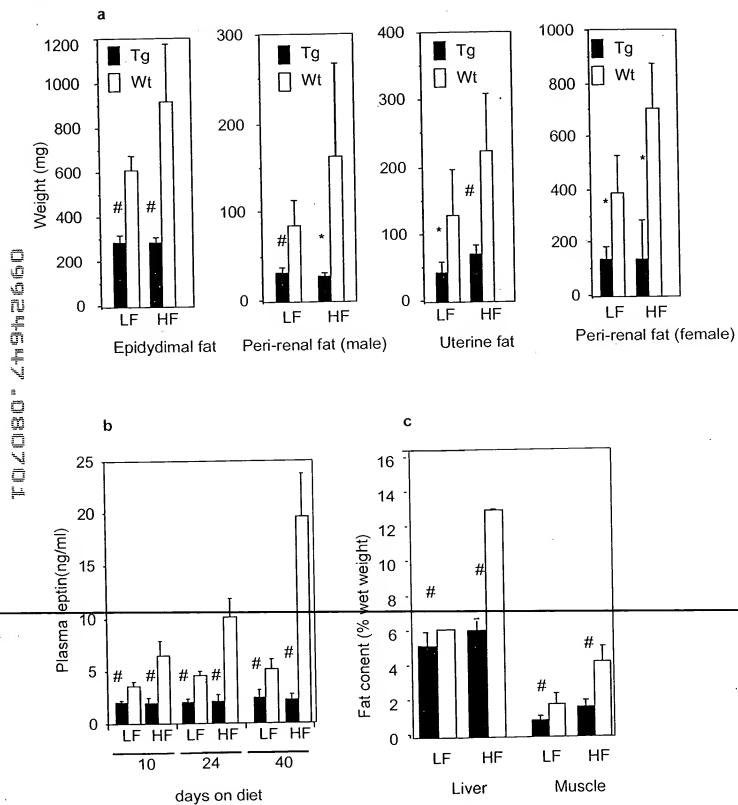 a
1200
1000
800
600
400
200
0
Weight (mg)
Tg
Wt
#
#
LF HF
Epidydimal fat
300
200
100
0
Tg
Wt
#
*
LF HF
Peri-renal fat (male)
400
300
200
100
0
Tg
Wt
*
#
LF HF
Uterine fat
1000
800
600
400
200
0
Tg
Wt
*
*
LF HF
Peri-renal fat (female)
09924647.080701
b
25
20
15
10
5
0
Plasma leptin(ng/ml)
# # # # # #
LF HF LF HF LF HF
10 24 40
days on diet
c
16
14
12
10
8
6
4
2
0
Fat conent (% wet weight)
# # # #
LF HF LF HF
Liver Muscle